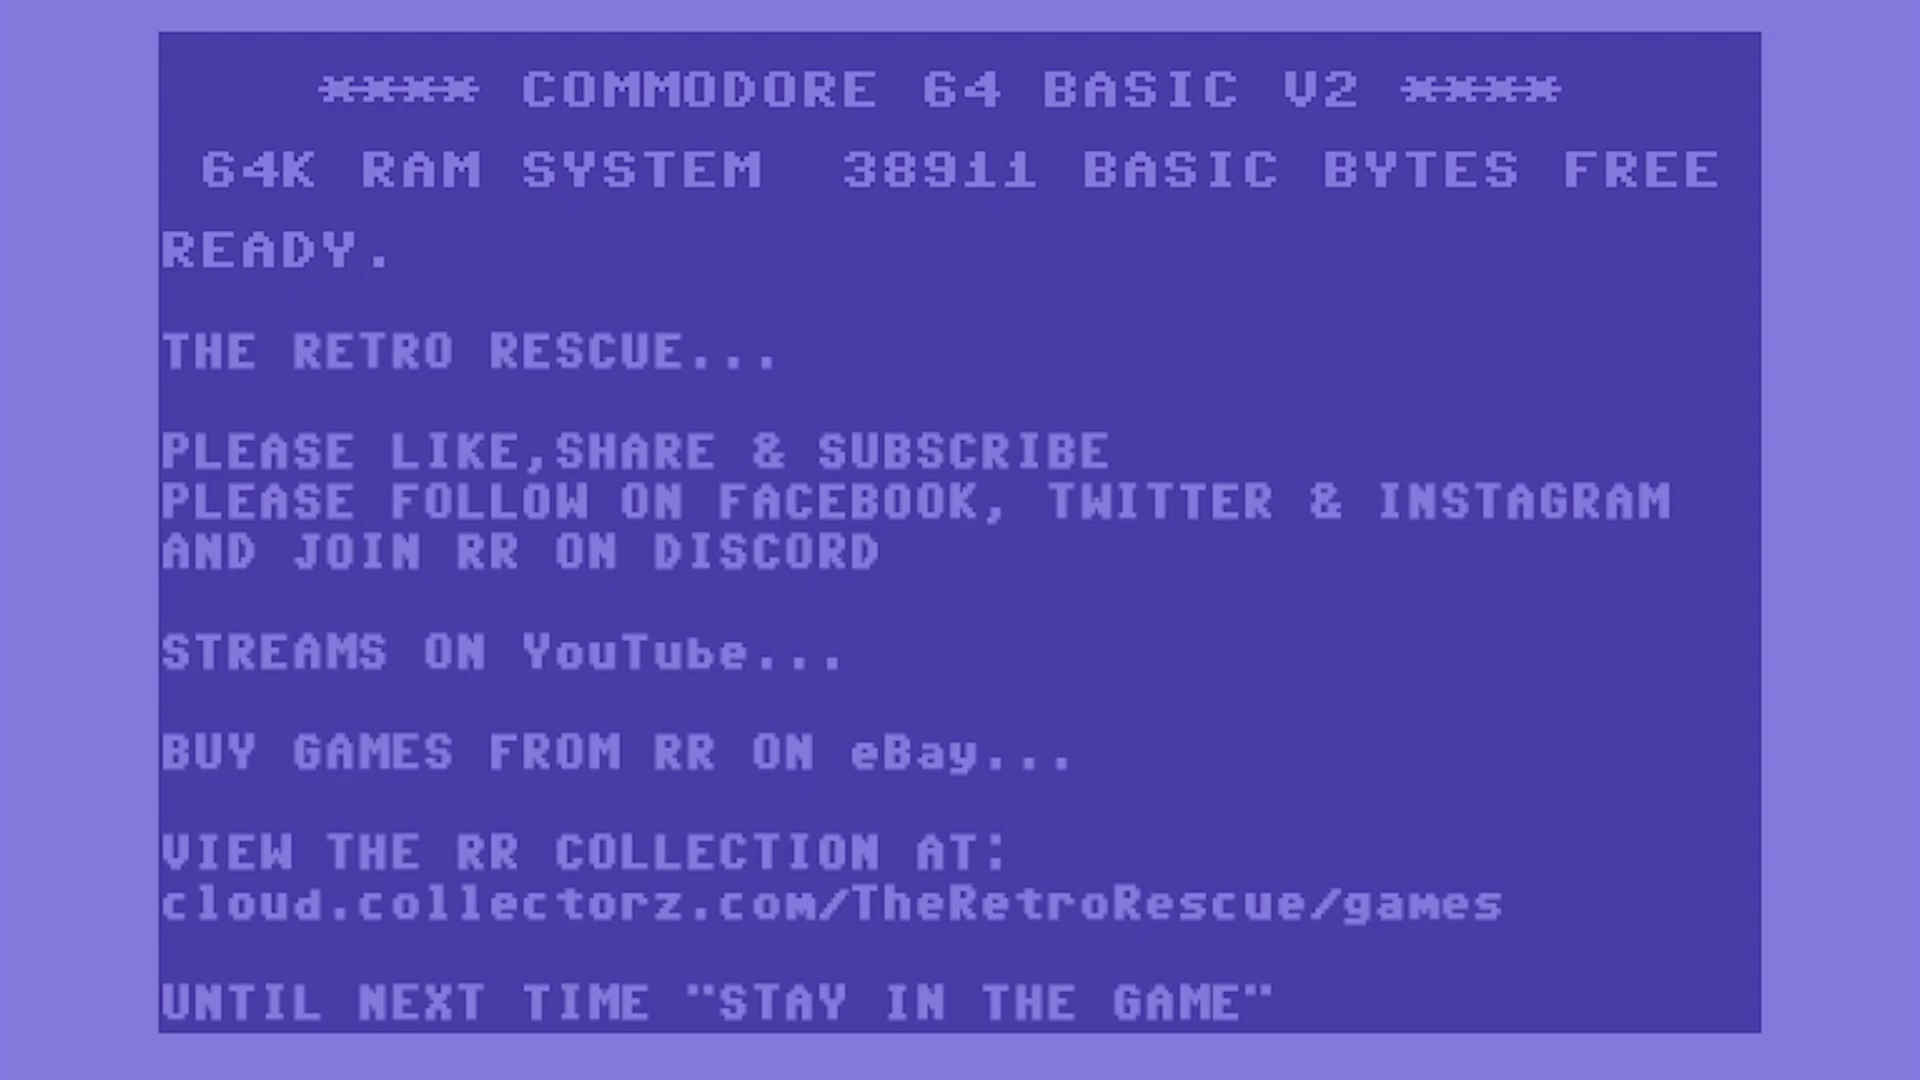 **** COMMODORE 64 BASIC V2 ****
64K RAM SYSTEM  38911 BASIC BYTES FREE
READY.
THE RETRO RESCUE...
PLEASE LIKE,SHARE & SUBSCRIBE
PLEASE FOLLOW ON FACEBOOK, TWITTER & INSTAGRAM
AND JOIN RR ON DISCORD
STREAMS ON YouTube...
BUY GAMES FROM RR ON eBay...
VIEW THE RR COLLECTION AT:
cloud.collectorz.com/TheRetroRescue/games
UNTIL NEXT TIME "STAY IN THE GAME"